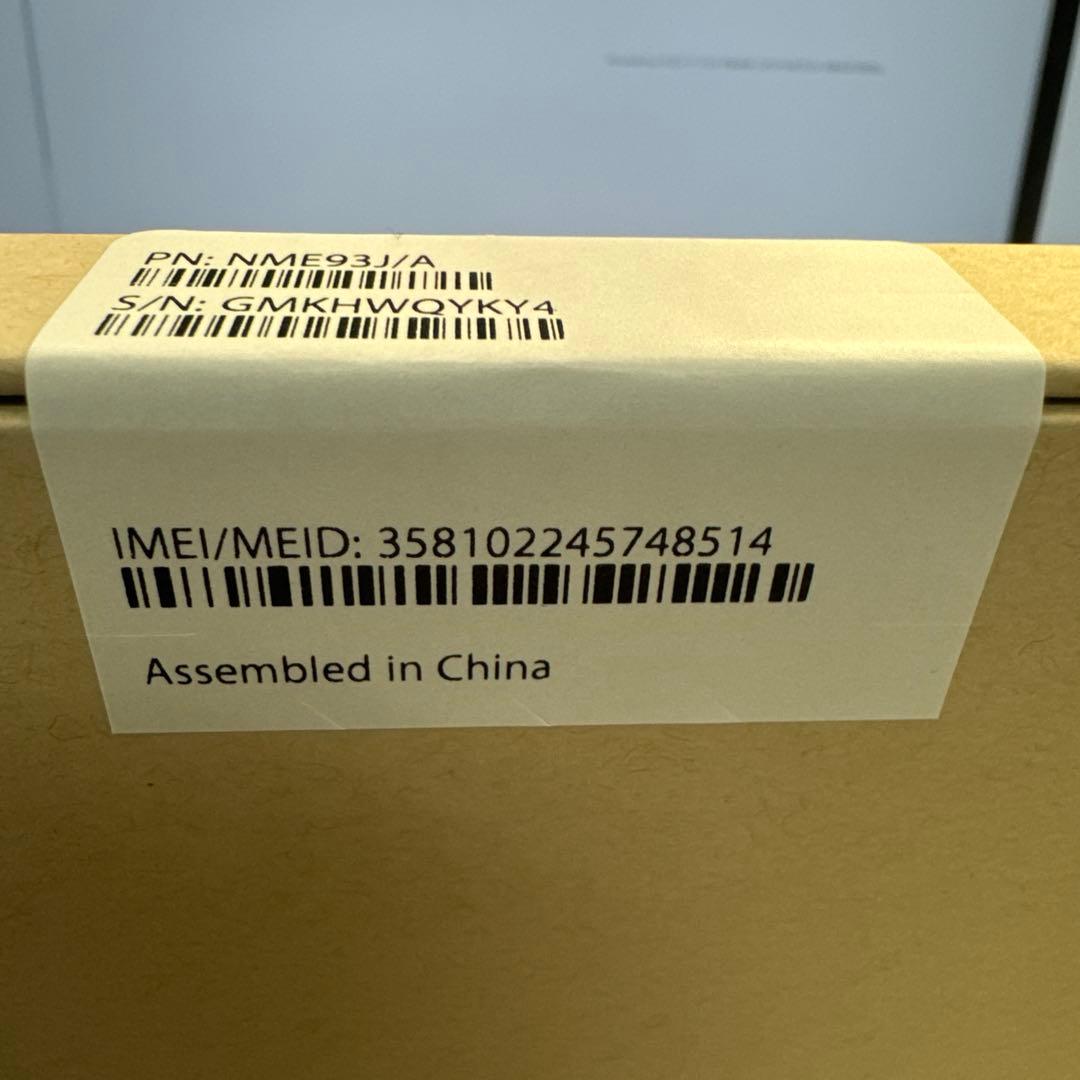 PN: NME93J/A
S/N: GMKHWQYKY4
IMEI/MEID: 358102245748514
Assembled in China